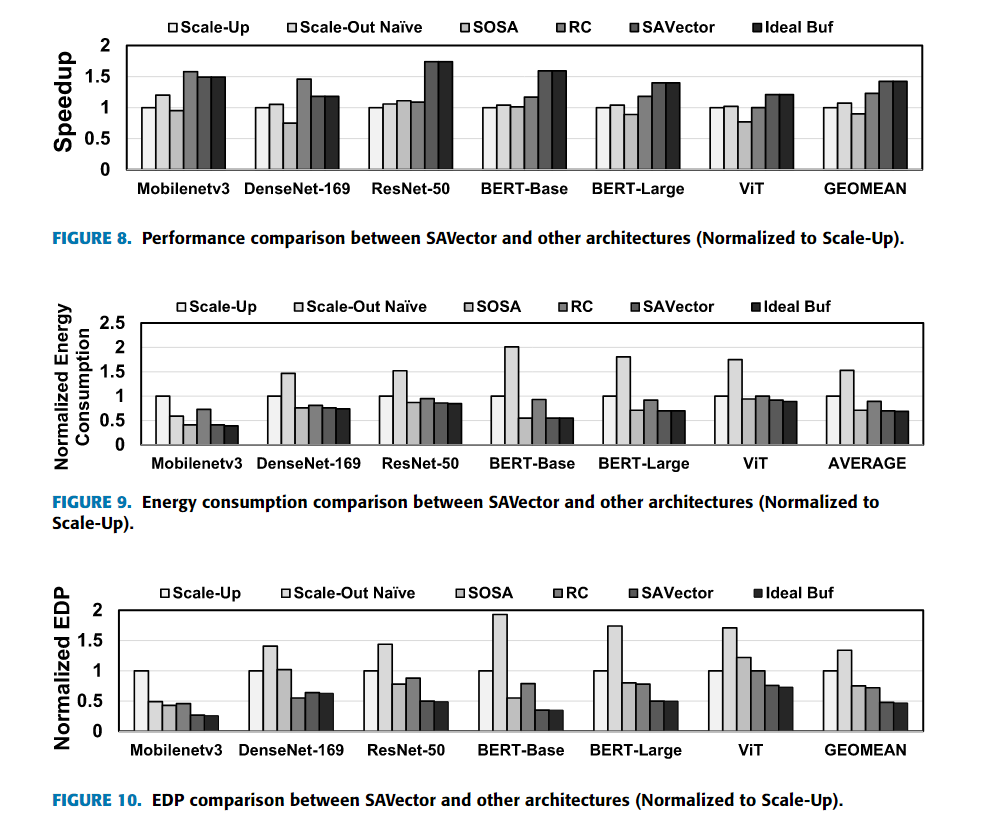 Scale-Up Scale-Out Naïve SOSA RC SAVector Ideal Buf
Speedup
2
1.5
1
0.5
0
Mobilenetv3 DenseNet-169 ResNet-50 BERT-Base BERT-Large ViT GEOMEAN
FIGURE 8. Performance comparison between SAVector and other architectures (Normalized to Scale-Up).
Scale-Up Scale-Out Naïve SOSA RC SAVector Ideal Buf
Normalized Energy
Consumption
2.5
2
1.5
1
0.5
0
Mobilenetv3 DenseNet-169 ResNet-50 BERT-Base BERT-Large ViT AVERAGE
FIGURE 9. Energy consumption comparison between SAVector and other architectures (Normalized to
Scale-Up).
Scale-Up Scale-Out Naïve SOSA RC SAVector Ideal Buf
Normalized EDP
2
1.5
1
0.5
0
Mobilenetv3 DenseNet-169 ResNet-50 BERT-Base BERT-Large ViT GEOMEAN
FIGURE 10. EDP comparison between SAVector and other architectures (Normalized to Scale-Up).